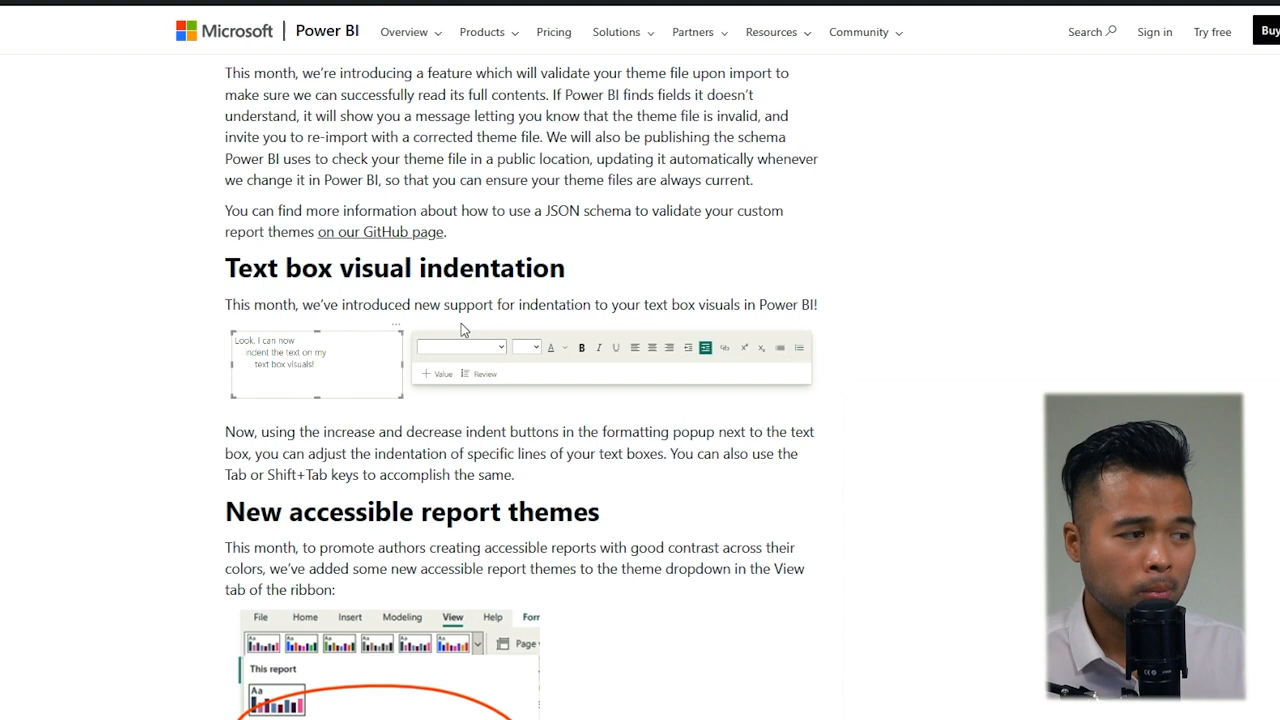 Microsoft | Power BI Overview Products Pricing Solutions Partners Resources Community Search Sign in Try free Buy
This month, we’re introducing a feature which will validate your theme file upon import to
make sure we can successfully read its full contents. If Power BI finds fields it doesn’t
understand, it will show you a message letting you know that the theme file is invalid, and
invite you to re-import with a corrected theme file. We will also be publishing the schema
Power BI uses to check your theme file in a public location, updating it automatically whenever
we change it in Power BI, so that you can ensure your theme files are always current.
You can find more information about how to use a JSON schema to validate your custom
report themes on our GitHub page.
Text box visual indentation
This month, we’ve introduced new support for indentation to your text box visuals in Power BI!
Look, I can now
indent the text on my
text box visuals!
A B I U
Value Review
Now, using the increase and decrease indent buttons in the formatting popup next to the text
box, you can adjust the indentation of specific lines of your text boxes. You can also use the
Tab or Shift+Tab keys to accomplish the same.
New accessible report themes
This month, to promote authors creating accessible reports with good contrast across their
colors, we’ve added some new accessible report themes to the theme dropdown in the View
tab of the ribbon:
File Home Insert Modeling View Help For
Aa Aa Aa Aa Aa Aa Page
This report
Aa